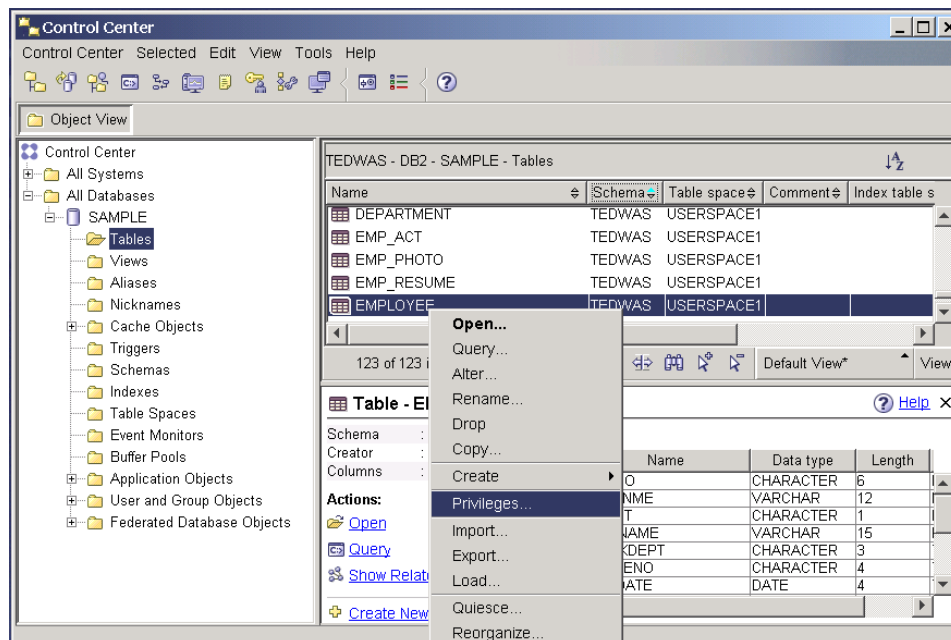 Control Center
Control Center Selected Edit View Tools Help
Object View
Control Center
All Systems
All Databases
SAMPLE
Tables
Views
Aliases
Nicknames
Cache Objects
Triggers
Schemas
Indexes
Table Spaces
Event Monitors
Buffer Pools
Application Objects
User and Group Objects
Federated Database Objects
TEDWAS - DB2 - SAMPLE - Tables
Name Schema Table space Comment Index table s
DEPARTMENT TEDWAS USERSPACE1
EMP_ACT TEDWAS USERSPACE1
EMP_PHOTO TEDWAS USERSPACE1
EMP_RESUME TEDWAS USERSPACE1
EMPLOYEE TEDWAS USERSPACE1
123 of 123 i
Default View* View
Open...
Query...
Alter...
Rename...
Drop
Copy...
Create
Privileges...
Import...
Export...
Load...
Quiesce...
Reorganize...
Table - E
Help
Schema :
Creator :
Columns :
Actions:
Open
Query
Show Relat
Create New
Name Data type Length
O CHARACTER 6
NME VARCHAR 12
T CHARACTER 1
NAME VARCHAR 15
KDEPT CHARACTER 3
ENO CHARACTER 4
ATE DATE 4